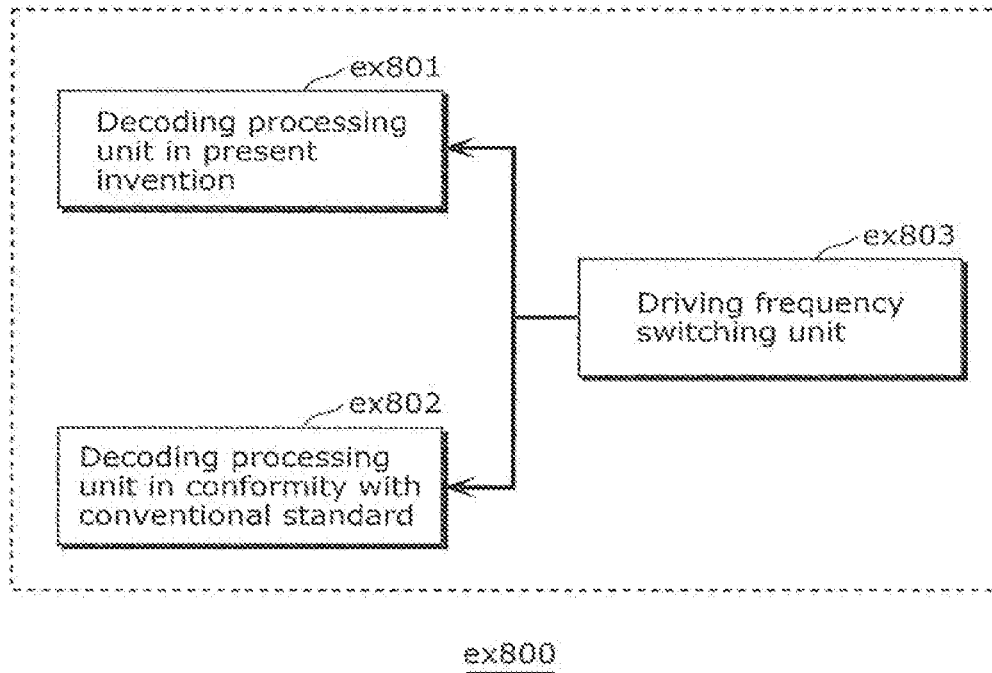 ex801
Decoding processing
unit in present
invention
ex803
Driving frequency
switching unit
ex802
Decoding processing
unit in conformity with
conventional standard
ex800